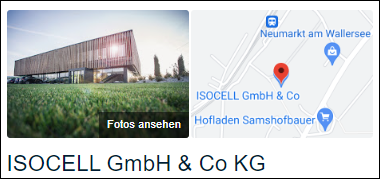 Fotos ansehen
Neumarkt am Wallersee
ISOCELL GmbH & Co
Hofladen Samshofbauer
ISOCELL GmbH & Co KG